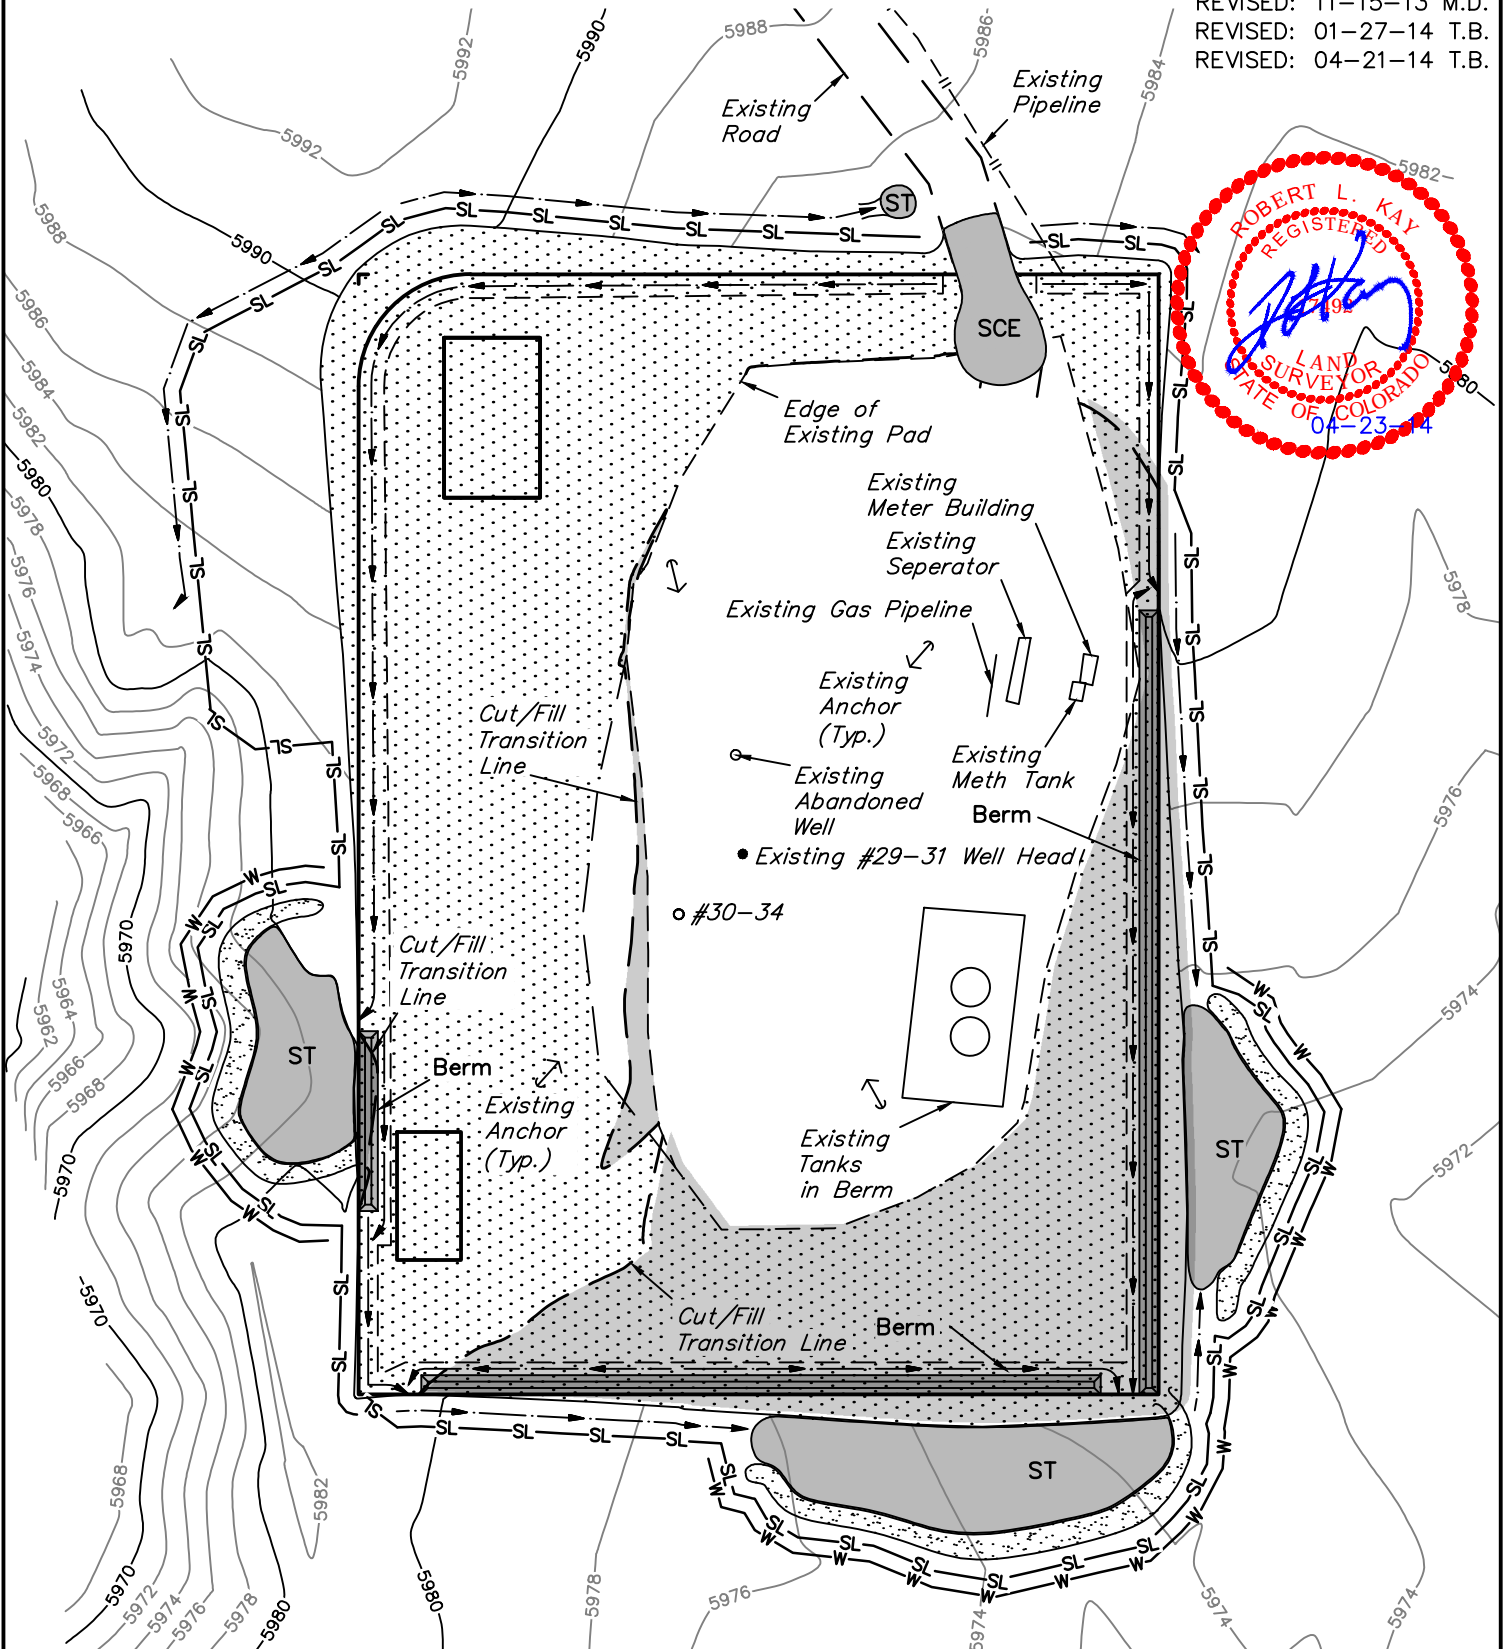 REVISED: 11-15-13 M.D.
REVISED: 01-27-14 T.B.
REVISED: 04-21-14 T.B.
5992
5990
5988
5986
5984
5982
Existing
Road
Existing
Pipeline
5992
5988
5990
5986
5984
5982
5980
5978
5976
5974
5972
5968
5966
ROBERT L. KAY
REGISTERED
LAND
SURVEYOR
STATE OF COLORADO
04-23-14
5980
ST
SCE
SL
Edge of
Existing Pad
Existing
Meter Building
Existing
Seperator
Existing Gas Pipeline
5978
Existing
Anchor
(Typ.)
Cut/Fill
Transition
Line
Existing
Meth Tank
Existing
Abandoned
Well
Berm
5976
Existing #29-31 Well Head
#30-34
Cut/Fill
Transition
Line
5970
5964
5962
5966
5968
5970
5974
ST
Berm
Existing
Anchor
(Typ.)
Existing
Tanks
in Berm
ST
5972
W
5970
Cut/Fill
Transition Line
Berm
5968
5982
ST
5970
5972
5974
5976
5978
5980
5980
5978
5976
5974
5974
5974